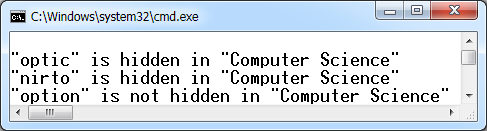 C:\Windows\system32\cmd.exe
"optic" is hidden in "Computer Science"
"nirto" is hidden in "Computer Science"
"option" is not hidden in "Computer Science"